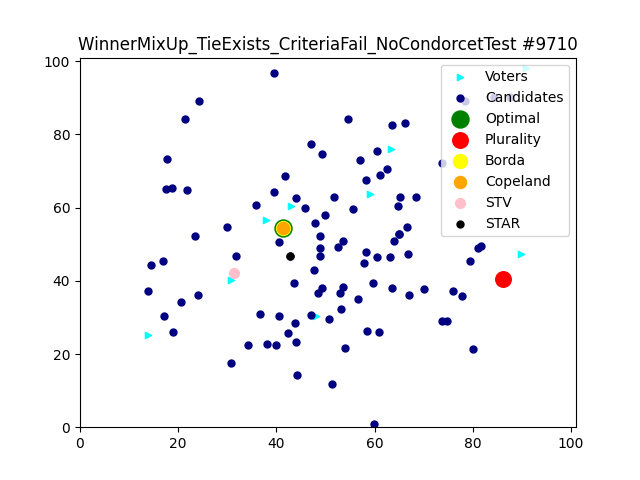 WinnerMixUp_TieExists_CriteriaFail_NoCondorcetTest #9710
100
80
60
40
20
0
0
20
40
60
80
100
Voters
Candidates
Optimal
Plurality
Borda
Copeland
STV
STAR